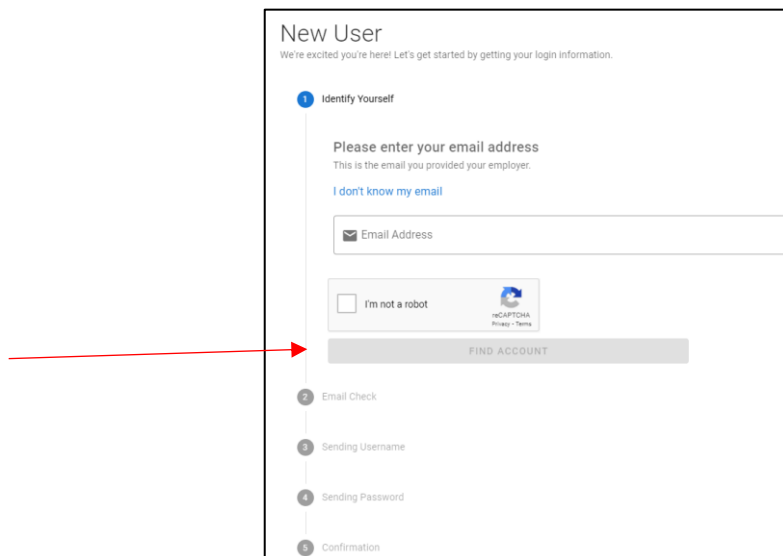 New User
We're excited you're here! Let's get started by getting your login information.
1 Identify Yourself
Please enter your email address
This is the email you provided your employer.
I don't know my email
Email Address
I'm not a robot
reCAPTCHA
Privacy - Terms
FIND ACCOUNT
2 Email Check
3 Sending Username
4 Sending Password
5 Confirmation